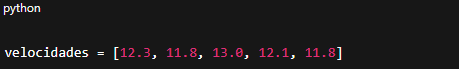 python
velocidades = [12.3, 11.8, 13.0, 12.1, 11.8]